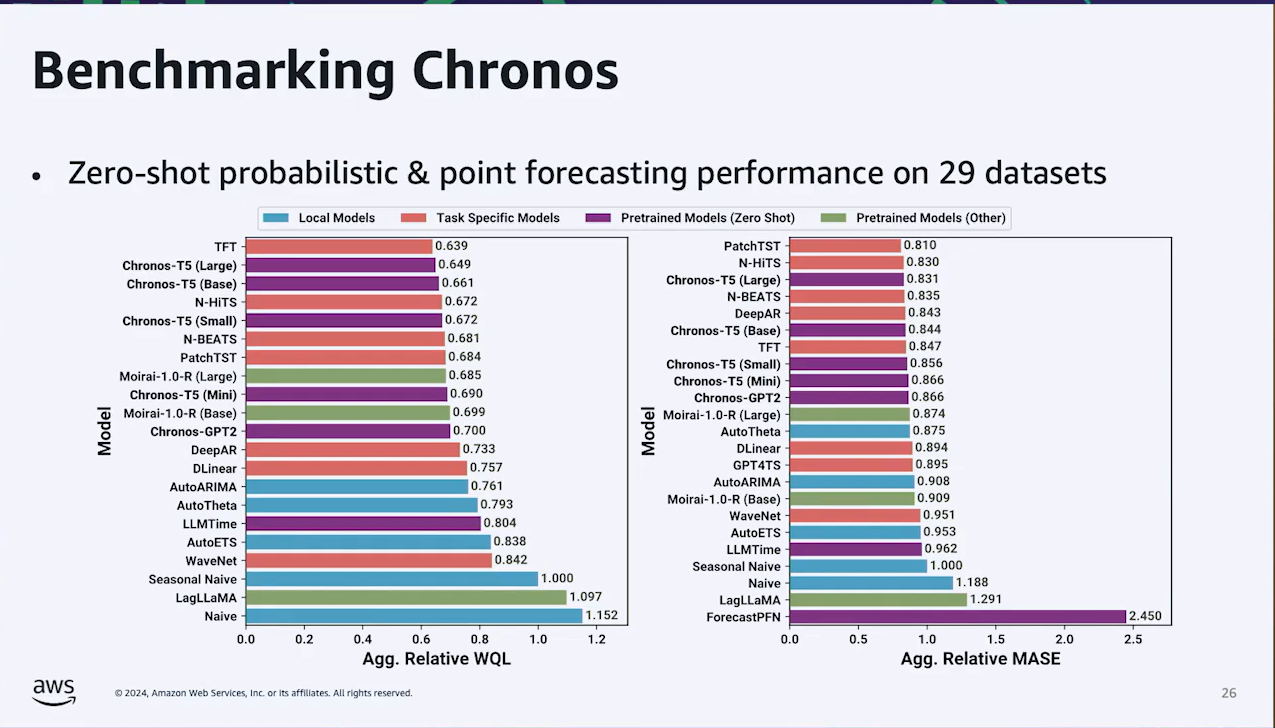 Benchmarking Chronos
• Zero-shot probabilistic & point forecasting performance on 29 datasets
Local Models Task Specific Models Pretrained Models (Zero Shot) Pretrained Models (Other)
Model
TFT 0.639
Chronos-T5 (Large) 0.649
Chronos-T5 (Base) 0.661
N-HiTS 0.672
Chronos-T5 (Small) 0.672
N-BEATS 0.681
PatchTST 0.684
Moirai-1.0-R (Large) 0.685
Chronos-T5 (Mini) 0.690
Moirai-1.0-R (Base) 0.699
Chronos-GPT2 0.700
DeepAR 0.733
DLinear 0.757
AutoARIMA 0.761
AutoTheta 0.793
LLMTime 0.804
AutoETS 0.838
WaveNet 0.842
Seasonal Naive 1.000
LagLLaMA 1.097
Naive 1.152
0.0 0.2 0.4 0.6 0.8 1.0 1.2
Agg. Relative WQL
Model
PatchTST 0.810
N-HiTS 0.830
Chronos-T5 (Large) 0.831
N-BEATS 0.835
DeepAR 0.843
Chronos-T5 (Base) 0.844
TFT 0.847
Chronos-T5 (Small) 0.856
Chronos-T5 (Mini) 0.866
Chronos-GPT2 0.866
Moirai-1.0-R (Large) 0.874
AutoTheta 0.875
DLinear 0.894
GPT4TS 0.895
AutoARIMA 0.908
Moirai-1.0-R (Base) 0.909
WaveNet 0.951
AutoETS 0.953
LLMTime 0.962
Seasonal Naive 1.000
Naive 1.188
LagLLaMA 1.291
ForecastPFN 2.450
0.0 0.5 1.0 1.5 2.0 2.5
Agg. Relative MASE
aws © 2024, Amazon Web Services, Inc. or its affiliates. All rights reserved. 26